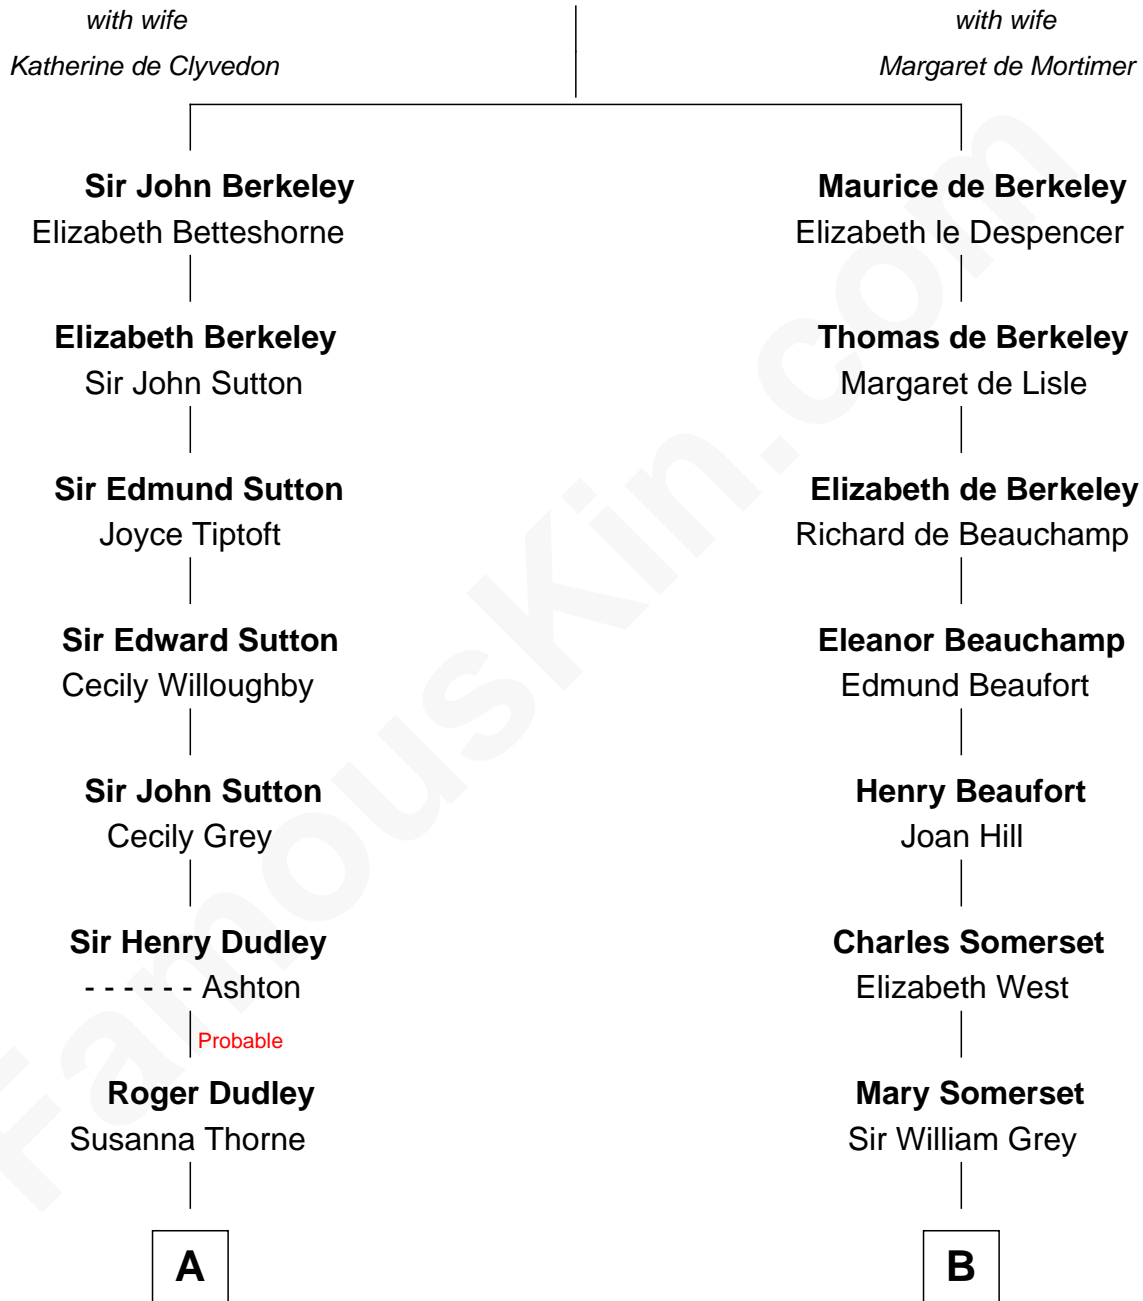 with wife
Katherine de Clyvedon
with wife
Margaret de Mortimer
Sir John Berkeley
Elizabeth Betteshorne
Maurice de Berkeley
Elizabeth le Despencer
Elizabeth Berkeley
Sir John Sutton
Thomas de Berkeley
Margaret de Lisle
Sir Edmund Sutton
Joyce Tiptoft
Elizabeth de Berkeley
Richard de Beauchamp
Sir Edward Sutton
Cecily Willoughby
Eleanor Beauchamp
Edmund Beaufort
Sir John Sutton
Cecily Grey
Henry Beaufort
Joan Hill
Sir Henry Dudley
- - - - - - Ashton
Charles Somerset
Elizabeth West
Probable
Roger Dudley
Susanna Thorne
Mary Somerset
Sir William Grey
A
B
FamousKin.com